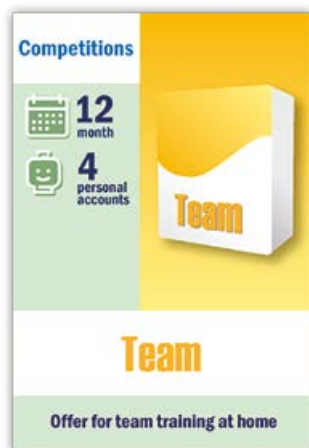 Competitions
12
month
4
personal
accounts
Team
Team
Offer for team training at home